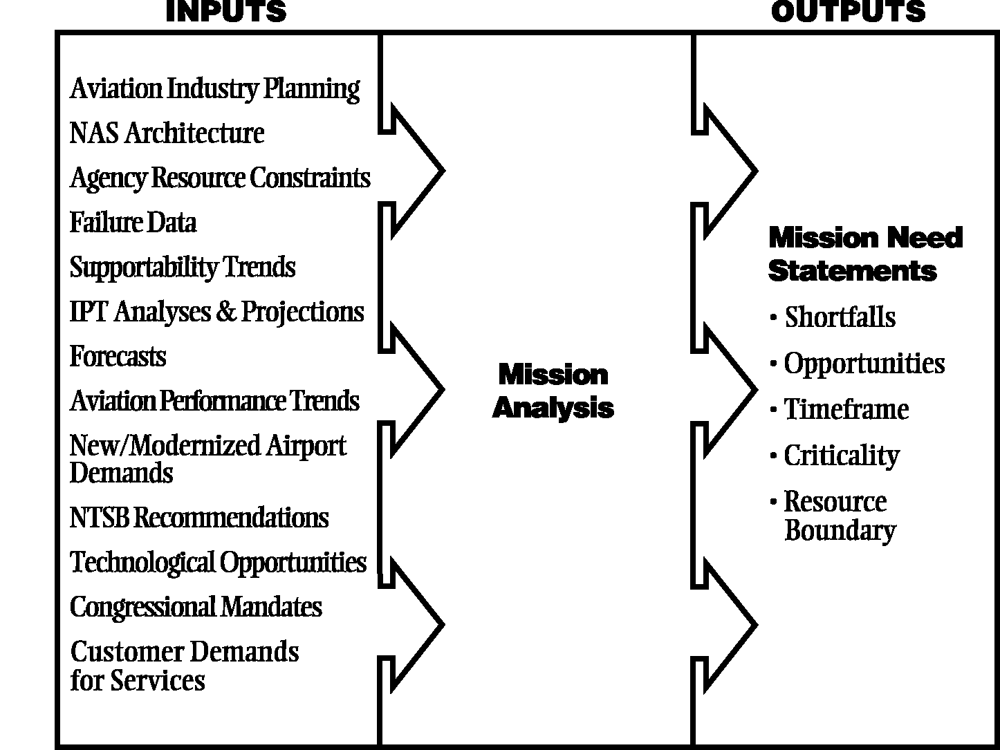 INPUTS
OUTPUTS
Aviation Industry Planning
NAS Architecture
Agency Resource Constraints
Failure Data
Supportability Trends
IPT Analyses & Projections
Forecasts
Aviation Performance Trends
New/Modernized Airport
Demands
NTSB Recommendations
Technological Opportunities
Congressional Mandates
Customer Demands
for Services
Mission
Analysis
Mission Need
Statements
• Shortfalls
• Opportunities
• Timeframe
• Criticality
• Resource
Boundary